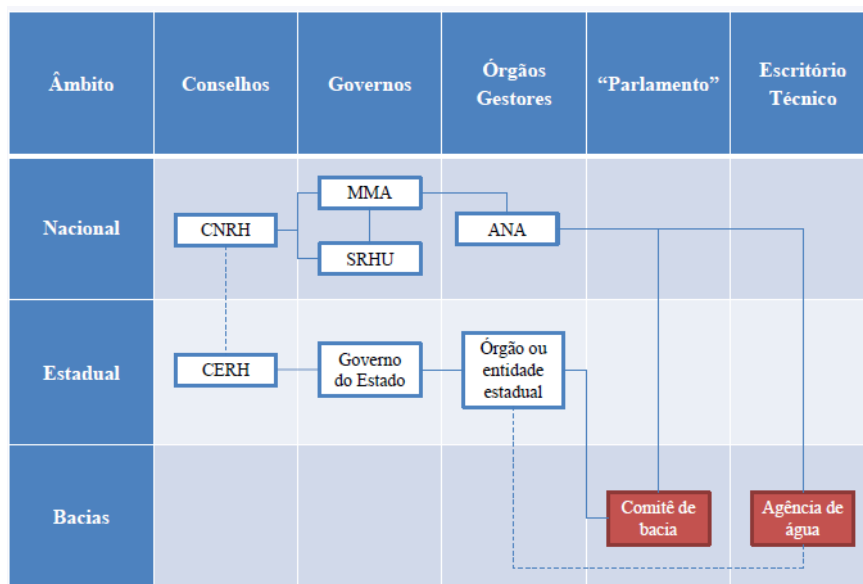 Âmbito
Conselhos
Governos
Órgãos
Gestores
“Parlamento”
Escritório
Técnico
Nacional
CNRH
MMA
SRHU
ANA
Estadual
CERH
Governo
do Estado
Órgão ou
entidade
estadual
Bacias
Comitê de
bacia
Agência de
água